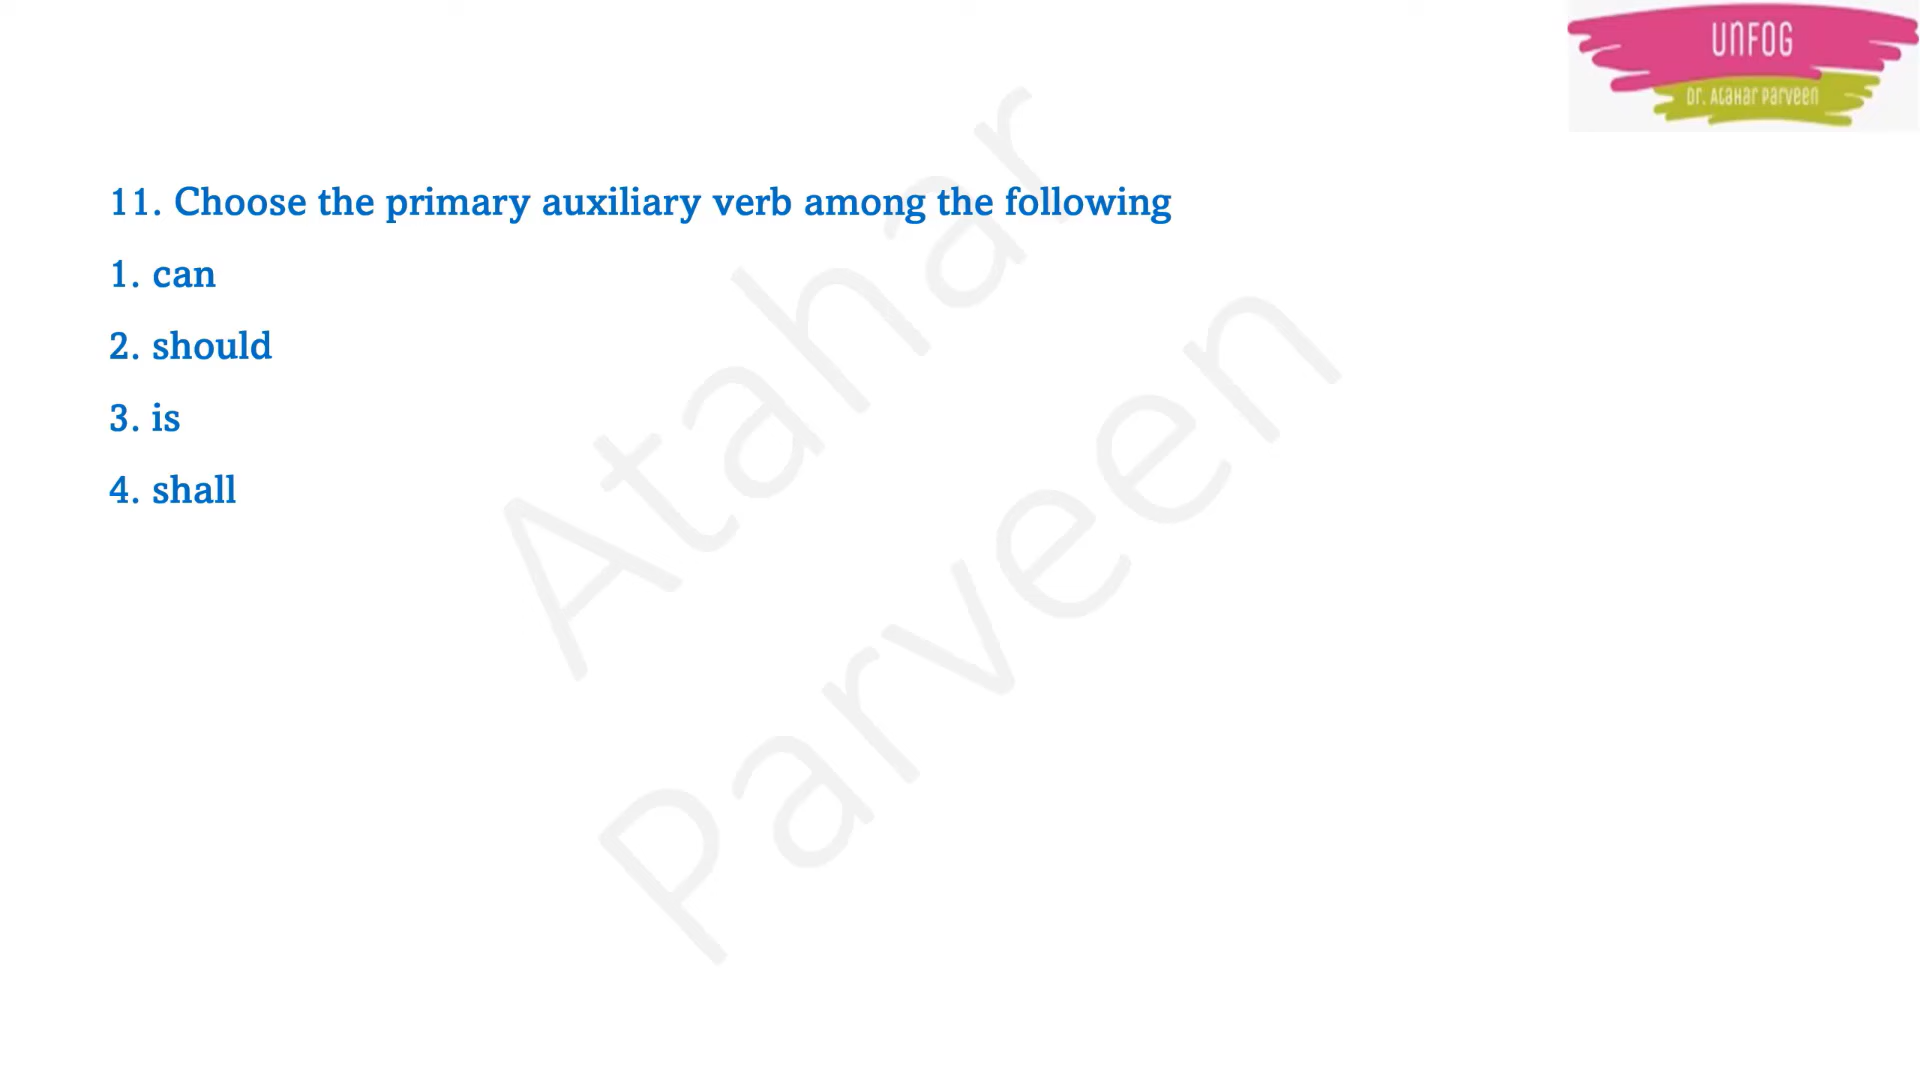 UNFOG
Dr. Atahar Parveen
11. Choose the primary auxiliary verb among the following
1. can
2. should
3. is
4. shall
Atahar
Parveen